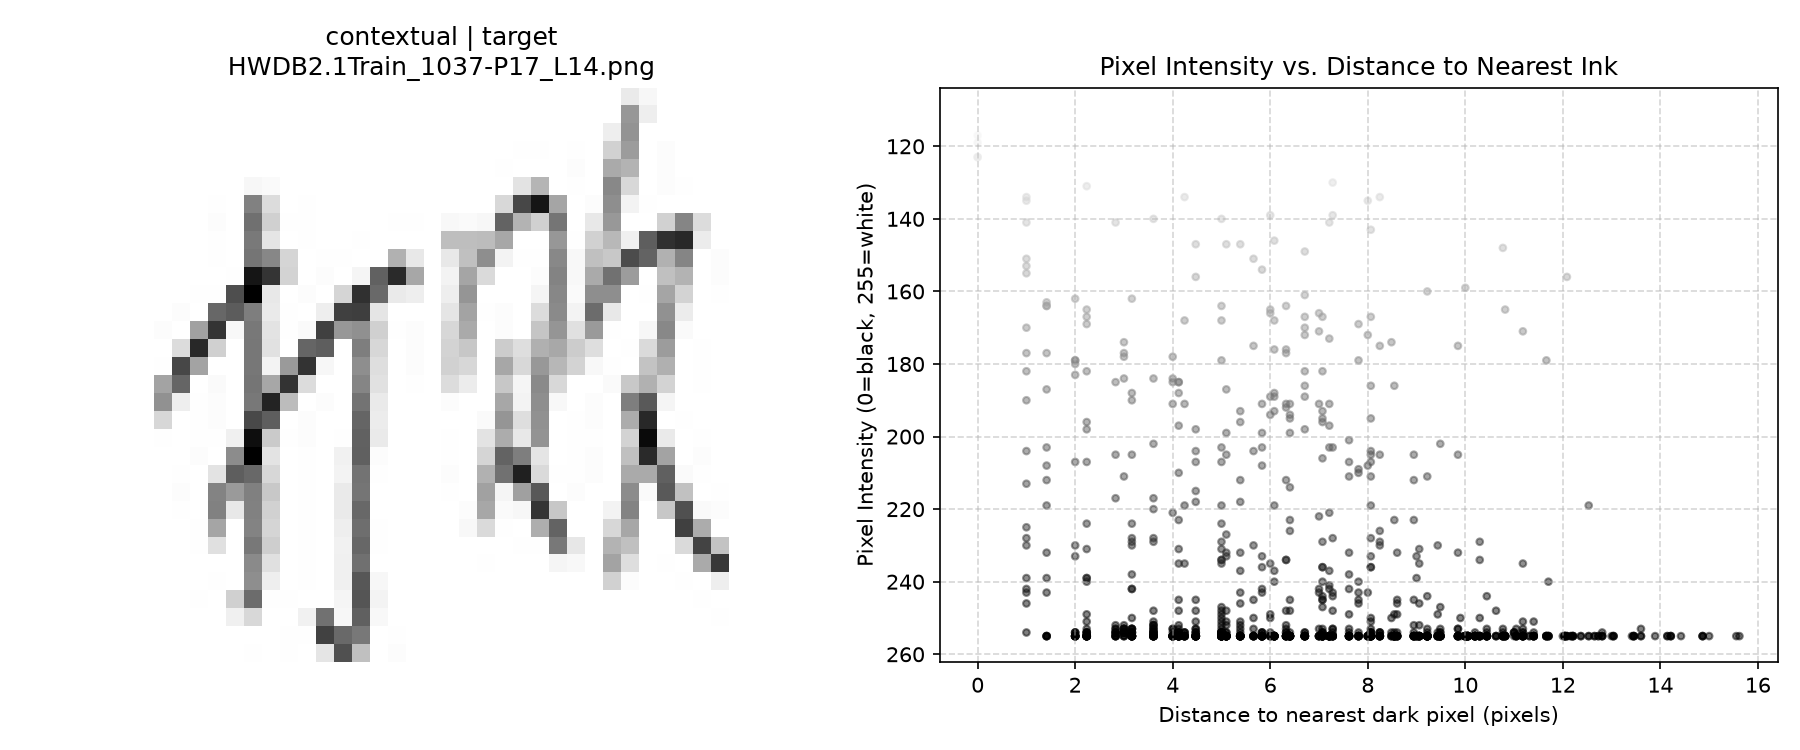 contextual | target
HWDB2.1Train_1037-P17_L14.png
Pixel Intensity vs. Distance to Nearest Ink
Pixel Intensity (0=black, 255=white)
120
140
160
180
200
220
240
260
0 2 4 6 8 10 12 14 16
Distance to nearest dark pixel (pixels)